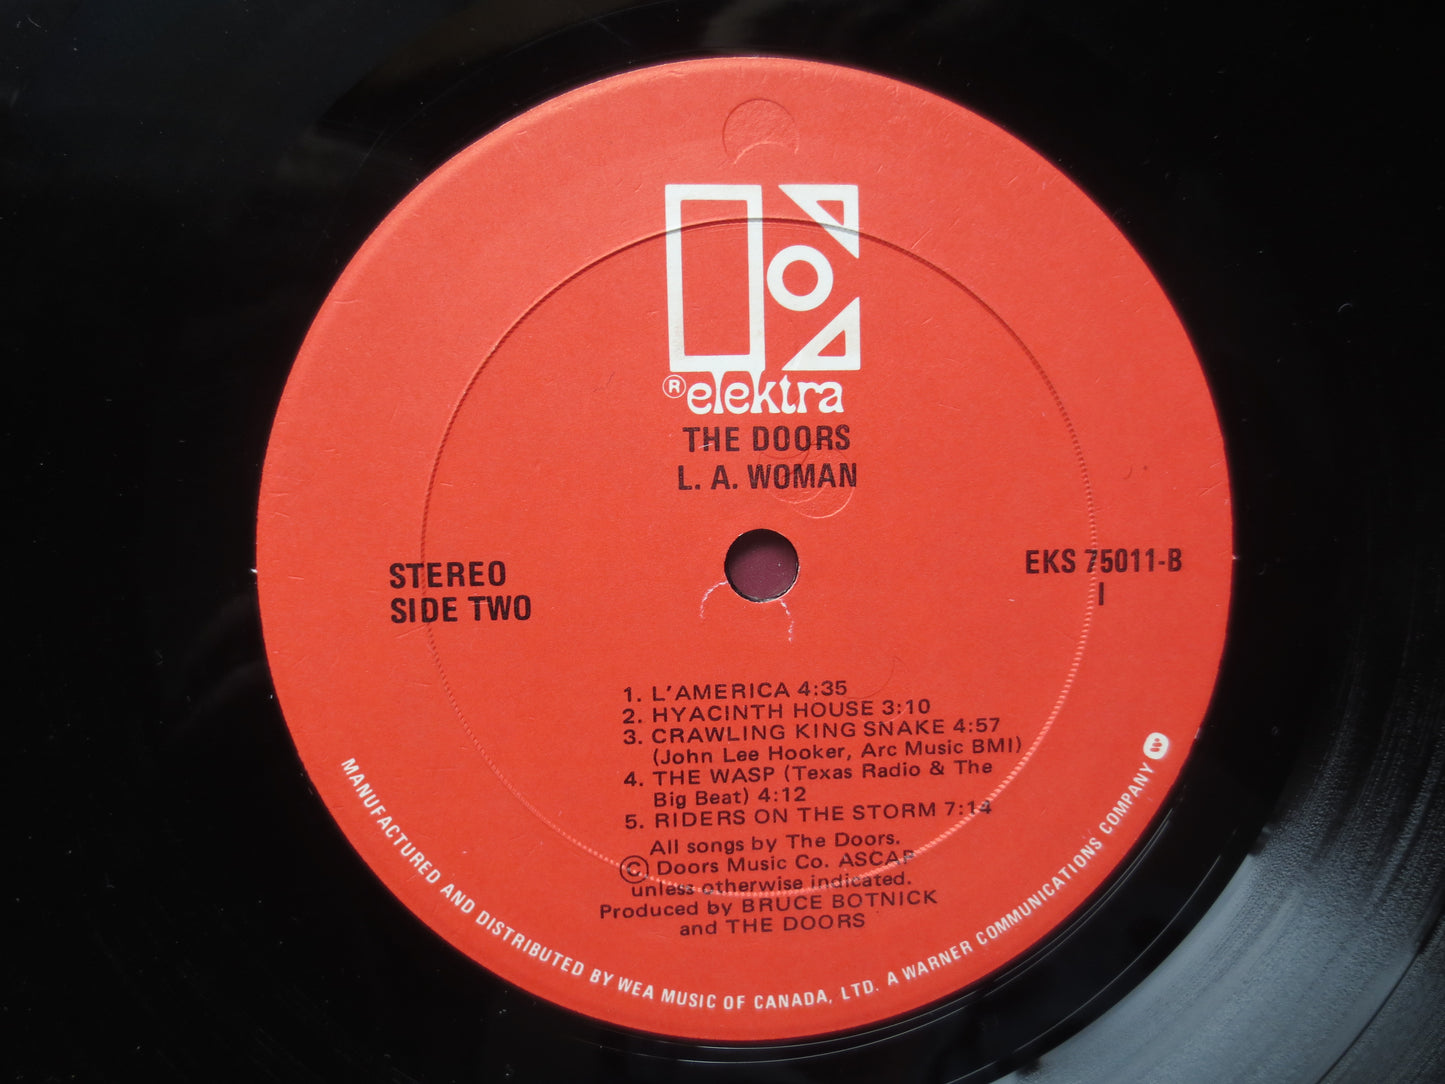 ® elektra
THE DOORS
L. A. WOMAN
STEREO
SIDE TWO
EKS 75011-B
I
1. L'AMERICA 4:35
2. HYACINTH HOUSE 3:10
3. CRAWLING KING SNAKE 4:57
(John Lee Hooker, Arc Music BMI)
4. THE WASP (Texas Radio & The
Big Beat) 4:12
5. RIDERS ON THE STORM 7:14
All songs by The Doors.
© Doors Music Co. ASCAP
unless otherwise indicated.
Produced by BRUCE BOTNICK
and THE DOORS
MANUFACTURED AND DISTRIBUTED BY WEA MUSIC OF CANADA, LTD. A WARNER COMMUNICATIONS COMPANY